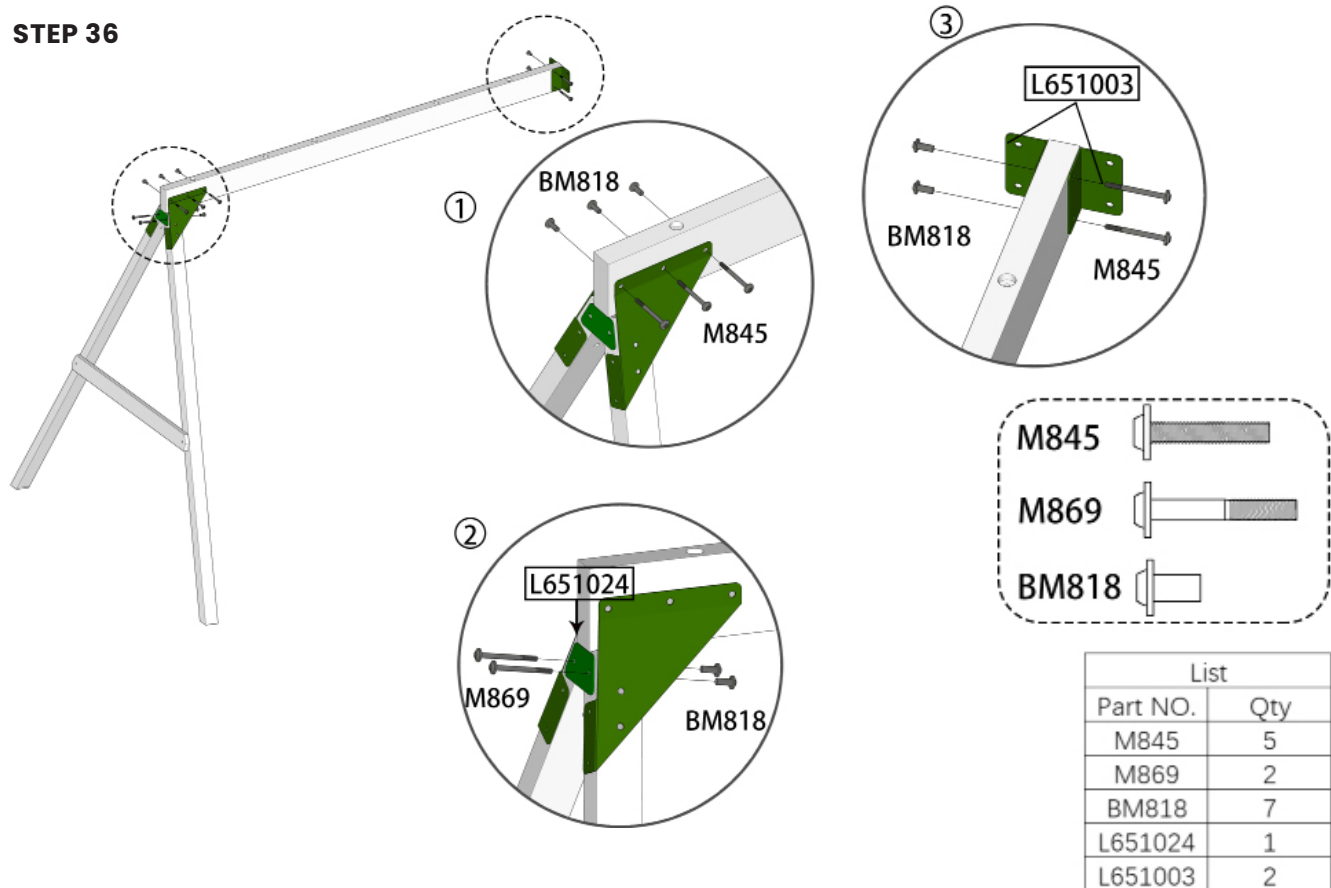 STEP 36
①
BM818
M845
②
L651024
M869
BM818
③
L651003
BM818
M845
M845
M869
BM818
List
Part NO. Qty
M845 5
M869 2
BM818 7
L651024 1
L651003 2